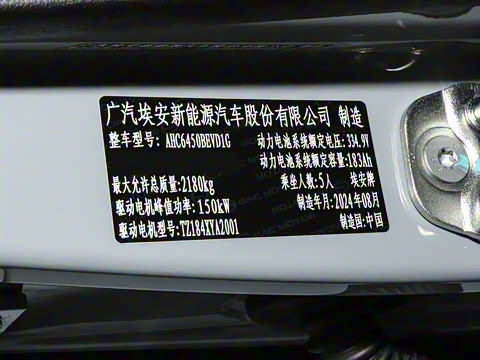 广汽埃安新能源汽车股份有限公司 制造
整车型号: AHC6450BEVD1G 动力电池系统额定电压: 334.9V
动力电池系统额定容量: 183Ah
最大允许总质量: 2180kg 乘坐人数: 5人 埃安牌
驱动电机峰值功率: 150kW 制造年月: 2024年08月
驱动电机型号: TZ184XYA2001 制造国: 中国